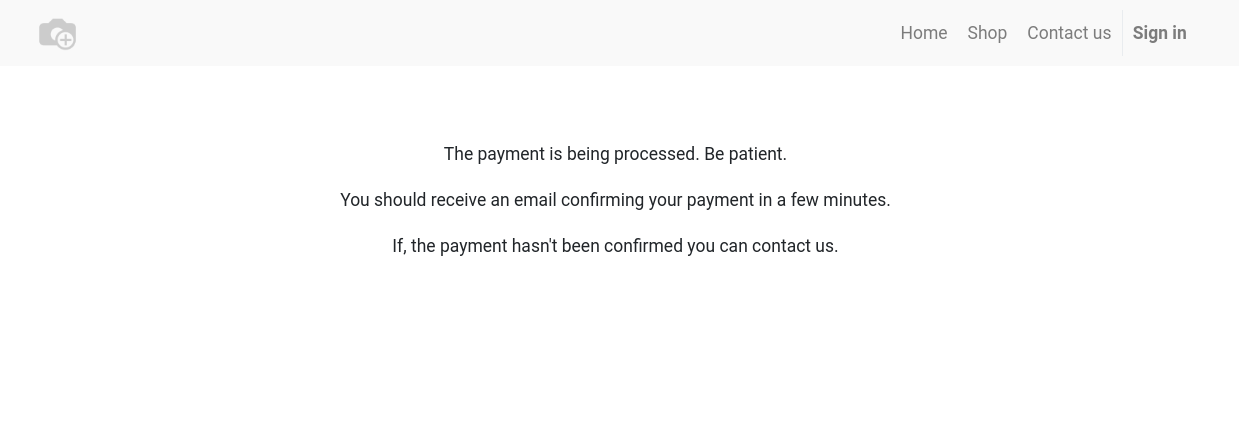 Home Shop Contact us Sign in
The payment is being processed. Be patient.
You should receive an email confirming your payment in a few minutes.
If, the payment hasn't been confirmed you can contact us.